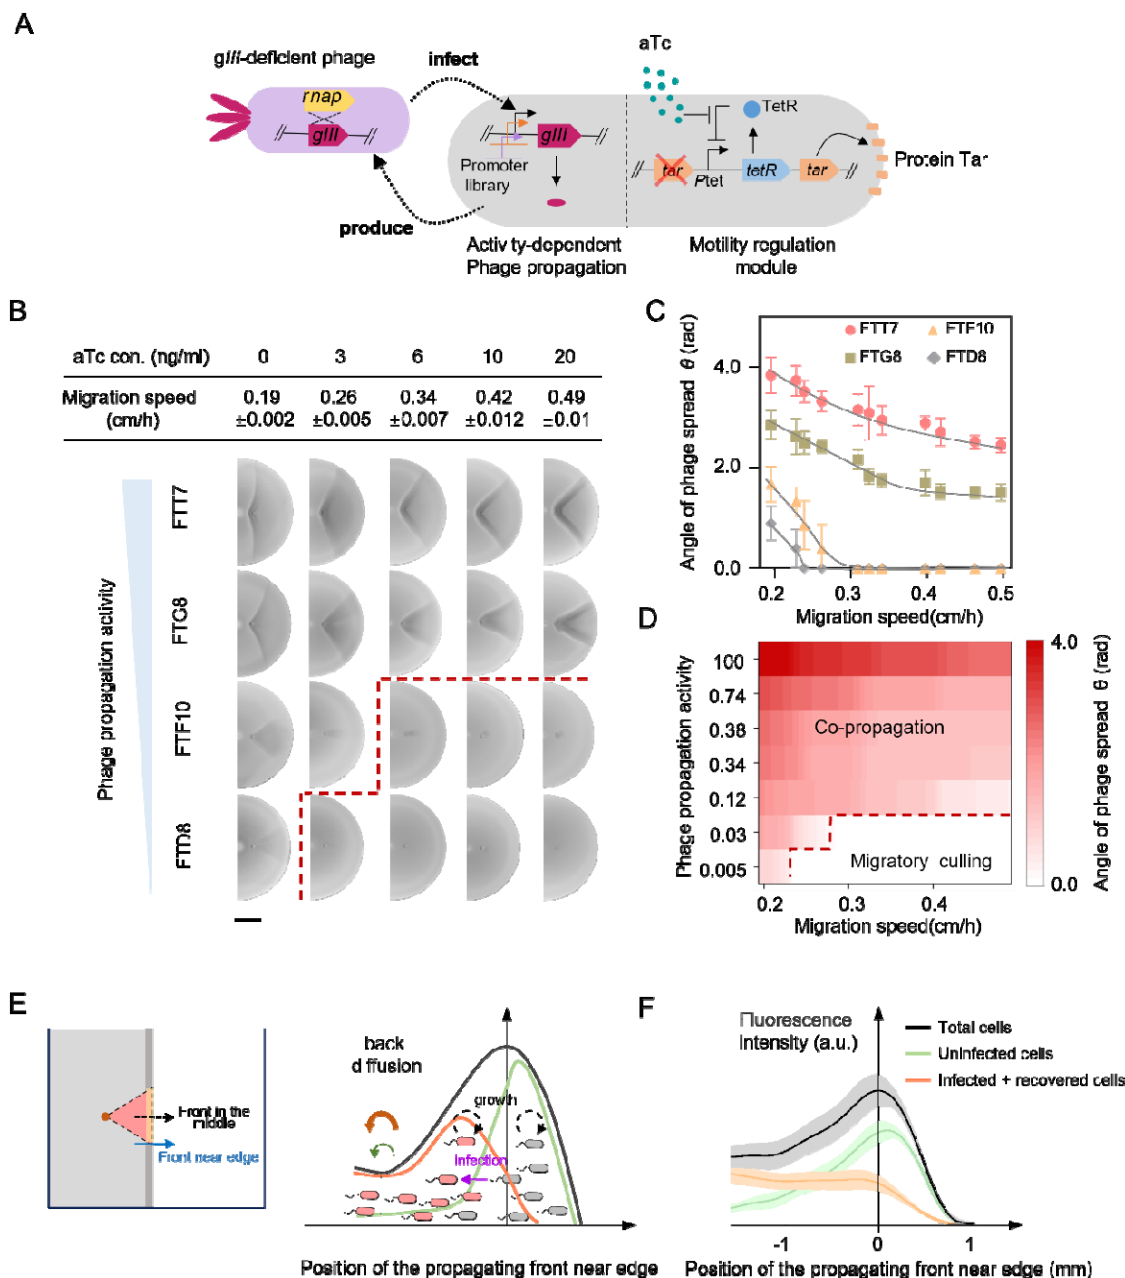 A
gIII-deficient phage
infect
aTc
rnap
gIII
gIII
TetR
Promoter
library
tar
Ptet
tetR
tar
Protein Tar
produce
Activity-dependent
Phage propagation
Motility regulation
module
B
aTc con. (ng/ml)
0
3
6
10
20
Migration speed
(cm/h)
0.19
±0.002
0.26
±0.005
0.34
±0.007
0.42
±0.012
0.49
±0.01
Phage propagation activity
FTT7
FTG8
FTF10
FTD8
C
FTT7
FTF10
FTG8
FTD8
Angle of phage spread θ (rad)
4.0
2.0
0.0
0.2
0.3
0.4
0.5
Migration speed(cm/h)
D
Phage propagation activity
100
0.74
0.38
0.34
0.12
0.03
0.005
Co-propagation
Migratory culling
0.2
0.3
0.4
Migration speed(cm/h)
4.0
0.0
Angle of phage spread θ (rad)
E
Front in the
middle
Front near edge
back
diffusion
growth
Infection
Position of the propagating front near edge
F
Fluorescence
intensity (a.u.)
Total cells
Uninfected cells
Infected + recovered cells
-1
0
1
Position of the propagating front near edge (mm)